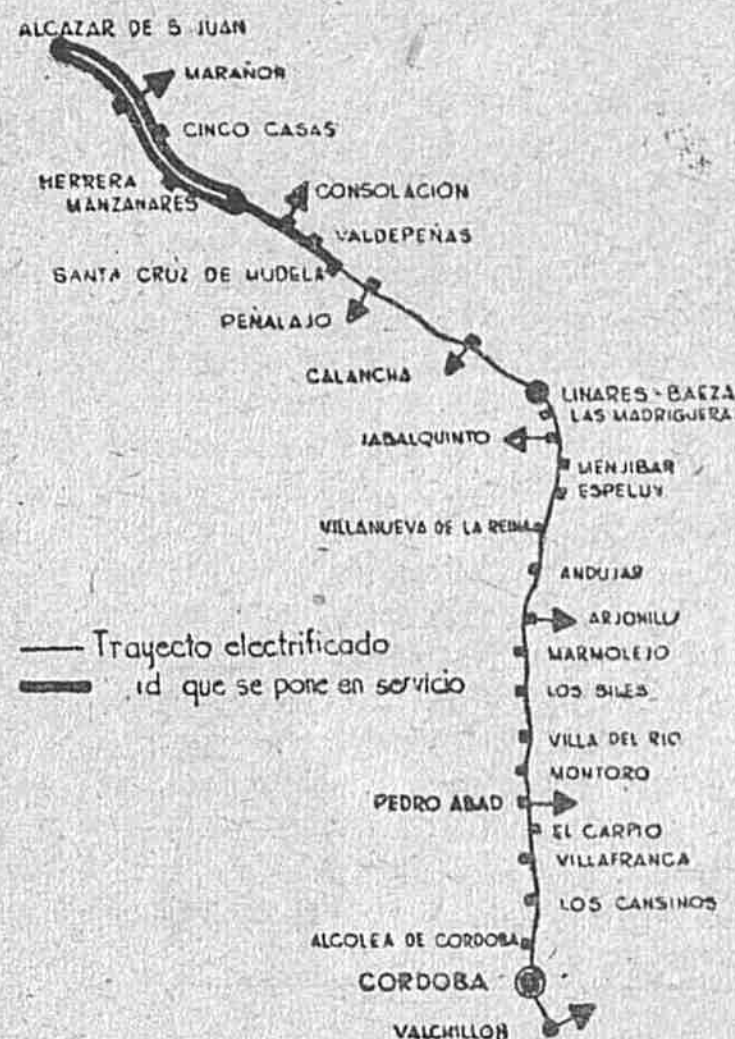 ALCAZAR DE S JUAN
MARAÑON
CINCO CASAS
HERRERA
MANZANARES
CONSOLACIÓN
VALDEPEÑAS
SANTA CRUZ DE MUDELA
PEÑALAJO
CALANCHA
LINARES-BAEZA
LAS MADRIGUERA
JABALQUINTO
MENJIBAR
ESPELUY
VILLANUEVA DE LA REINA
ANDUJAR
ARJONILLA
Trayecto electrificado
MARMOLEJO
id que se pone en servicio
LOS SILES
VILLA DEL RIO
MONTORO
PEDRO ABAD
EL CARPIO
VILLAFRANCA
LOS CANSINOS
ALCOLEA DE CORDOBA
CORDOBA
VALCHILLON